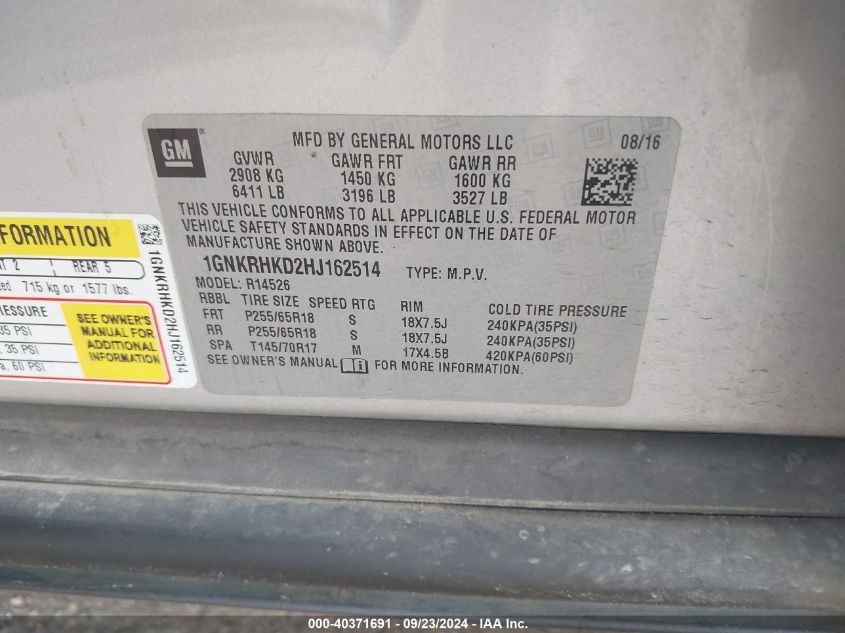 GM
MFD BY GENERAL MOTORS LLC 08/16
GVWR GAWR FRT GAWR RR
2908 KG 1450 KG 1600 KG
6411 LB 3196 LB 3527 LB
THIS VEHICLE CONFORMS TO ALL APPLICABLE U.S. FEDERAL MOTOR
VEHICLE SAFETY STANDARDS IN EFFECT ON THE DATE OF
MANUFACTURE SHOWN ABOVE.
1GNKRHKD2HJ162514 TYPE: M.P.V.
MODEL: R14526
RBBL TIRE SIZE SPEED RTG RIM COLD TIRE PRESSURE
FRT P255/65R18 S 18X7.5J 240KPA(35PSI)
RR P255/65R18 S 18X7.5J 240KPA(35PSI)
SPA T145/70R17 M 17X4.5B 420KPA(60PSI)
SEE OWNER'S MANUAL FOR MORE INFORMATION.
FORMATION
2 REAR 5
715 kg or 1577 lbs.
RESSURE
35 PSI
, 35 PSI
a, 60 PSI
SEE OWNER'S
MANUAL FOR
ADDITIONAL
INFORMATION
1GNKRHKD2HJ162514
000-40371691 - 09/23/2024 - © IAA Holdings, LLC.